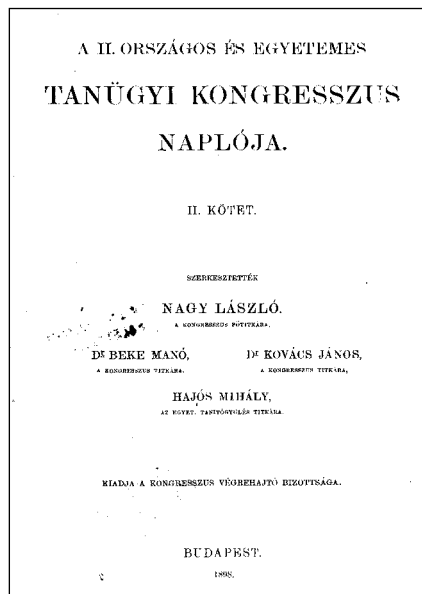 A II. ORSZÁGOS ÉS EGYETEMES
TANÜGYI KONGRESSZUS
NAPLÓJA.
II. KÖTET.
SZERKESZTETTÉK
NAGY LÁSZLÓ.
A KONGRESSZUS FŐTITKÁRA.
DR BEKE MANÓ, DR KOVÁCS JÁNOS,
A KONGRESSZUS TITKÁRA. A KONGRESSZUS TITKÁRA,
HAJÓS MIHÁLY,
AZ EGYET. TANITÓGYÜLÉS TITKÁRA.
KIADJA A KONGRESSZUS VÉGREHAJTÓ BIZOTTSÁGA.
BUDAPEST.
1898.